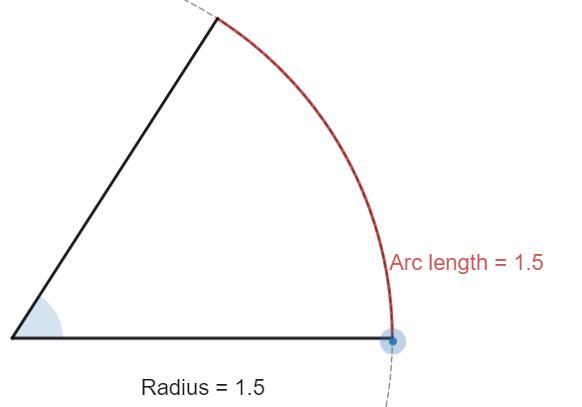 Arc length = 1.5
Radius = 1.5